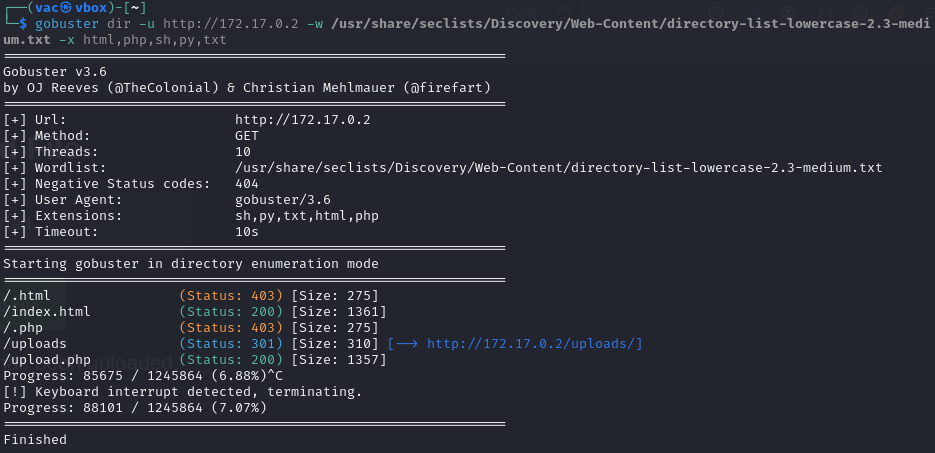 ┌──(vac㉿vbox)-[~]
└─$ gobuster dir -u http://172.17.0.2 -w /usr/share/seclists/Discovery/Web-Content/directory-list-lowercase-2.3-medi
um.txt -x html,php,sh,py,txt
===============================================================
Gobuster v3.6
by OJ Reeves (@TheColonial) & Christian Mehlmauer (@firefart)
===============================================================
[+] Url:                     http://172.17.0.2
[+] Method:                  GET
[+] Threads:                 10
[+] Wordlist:                /usr/share/seclists/Discovery/Web-Content/directory-list-lowercase-2.3-medium.txt
[+] Negative Status codes:   404
[+] User Agent:              gobuster/3.6
[+] Extensions:              sh,py,txt,html,php
[+] Timeout:                 10s
===============================================================
Starting gobuster in directory enumeration mode
===============================================================
/.html                (Status: 403) [Size: 275]
/index.html           (Status: 200) [Size: 1361]
/.php                 (Status: 403) [Size: 275]
/uploads              (Status: 301) [Size: 310] [--> http://172.17.0.2/uploads/]
/upload.php           (Status: 200) [Size: 1357]
Progress: 85675 / 1245864 (6.88%)^C
[!] Keyboard interrupt detected, terminating.
Progress: 88101 / 1245864 (7.07%)
===============================================================
Finished